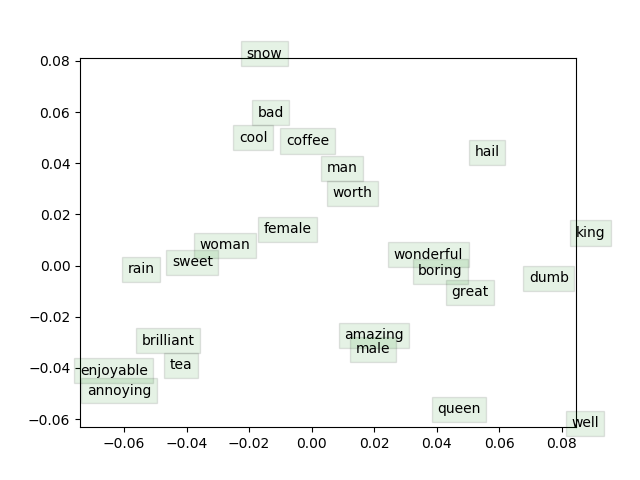 snow
0.08
bad
0.06
cool
coffee
hail
0.04
man
worth
0.02
female
king
woman
wonderful
sweet
0.00
rain
boring
dumb
great
−0.02
amazing
brilliant
male
tea
−0.04
enjoyable
annoying
queen
−0.06
well
−0.06 −0.04 −0.02 0.00 0.02 0.04 0.06 0.08